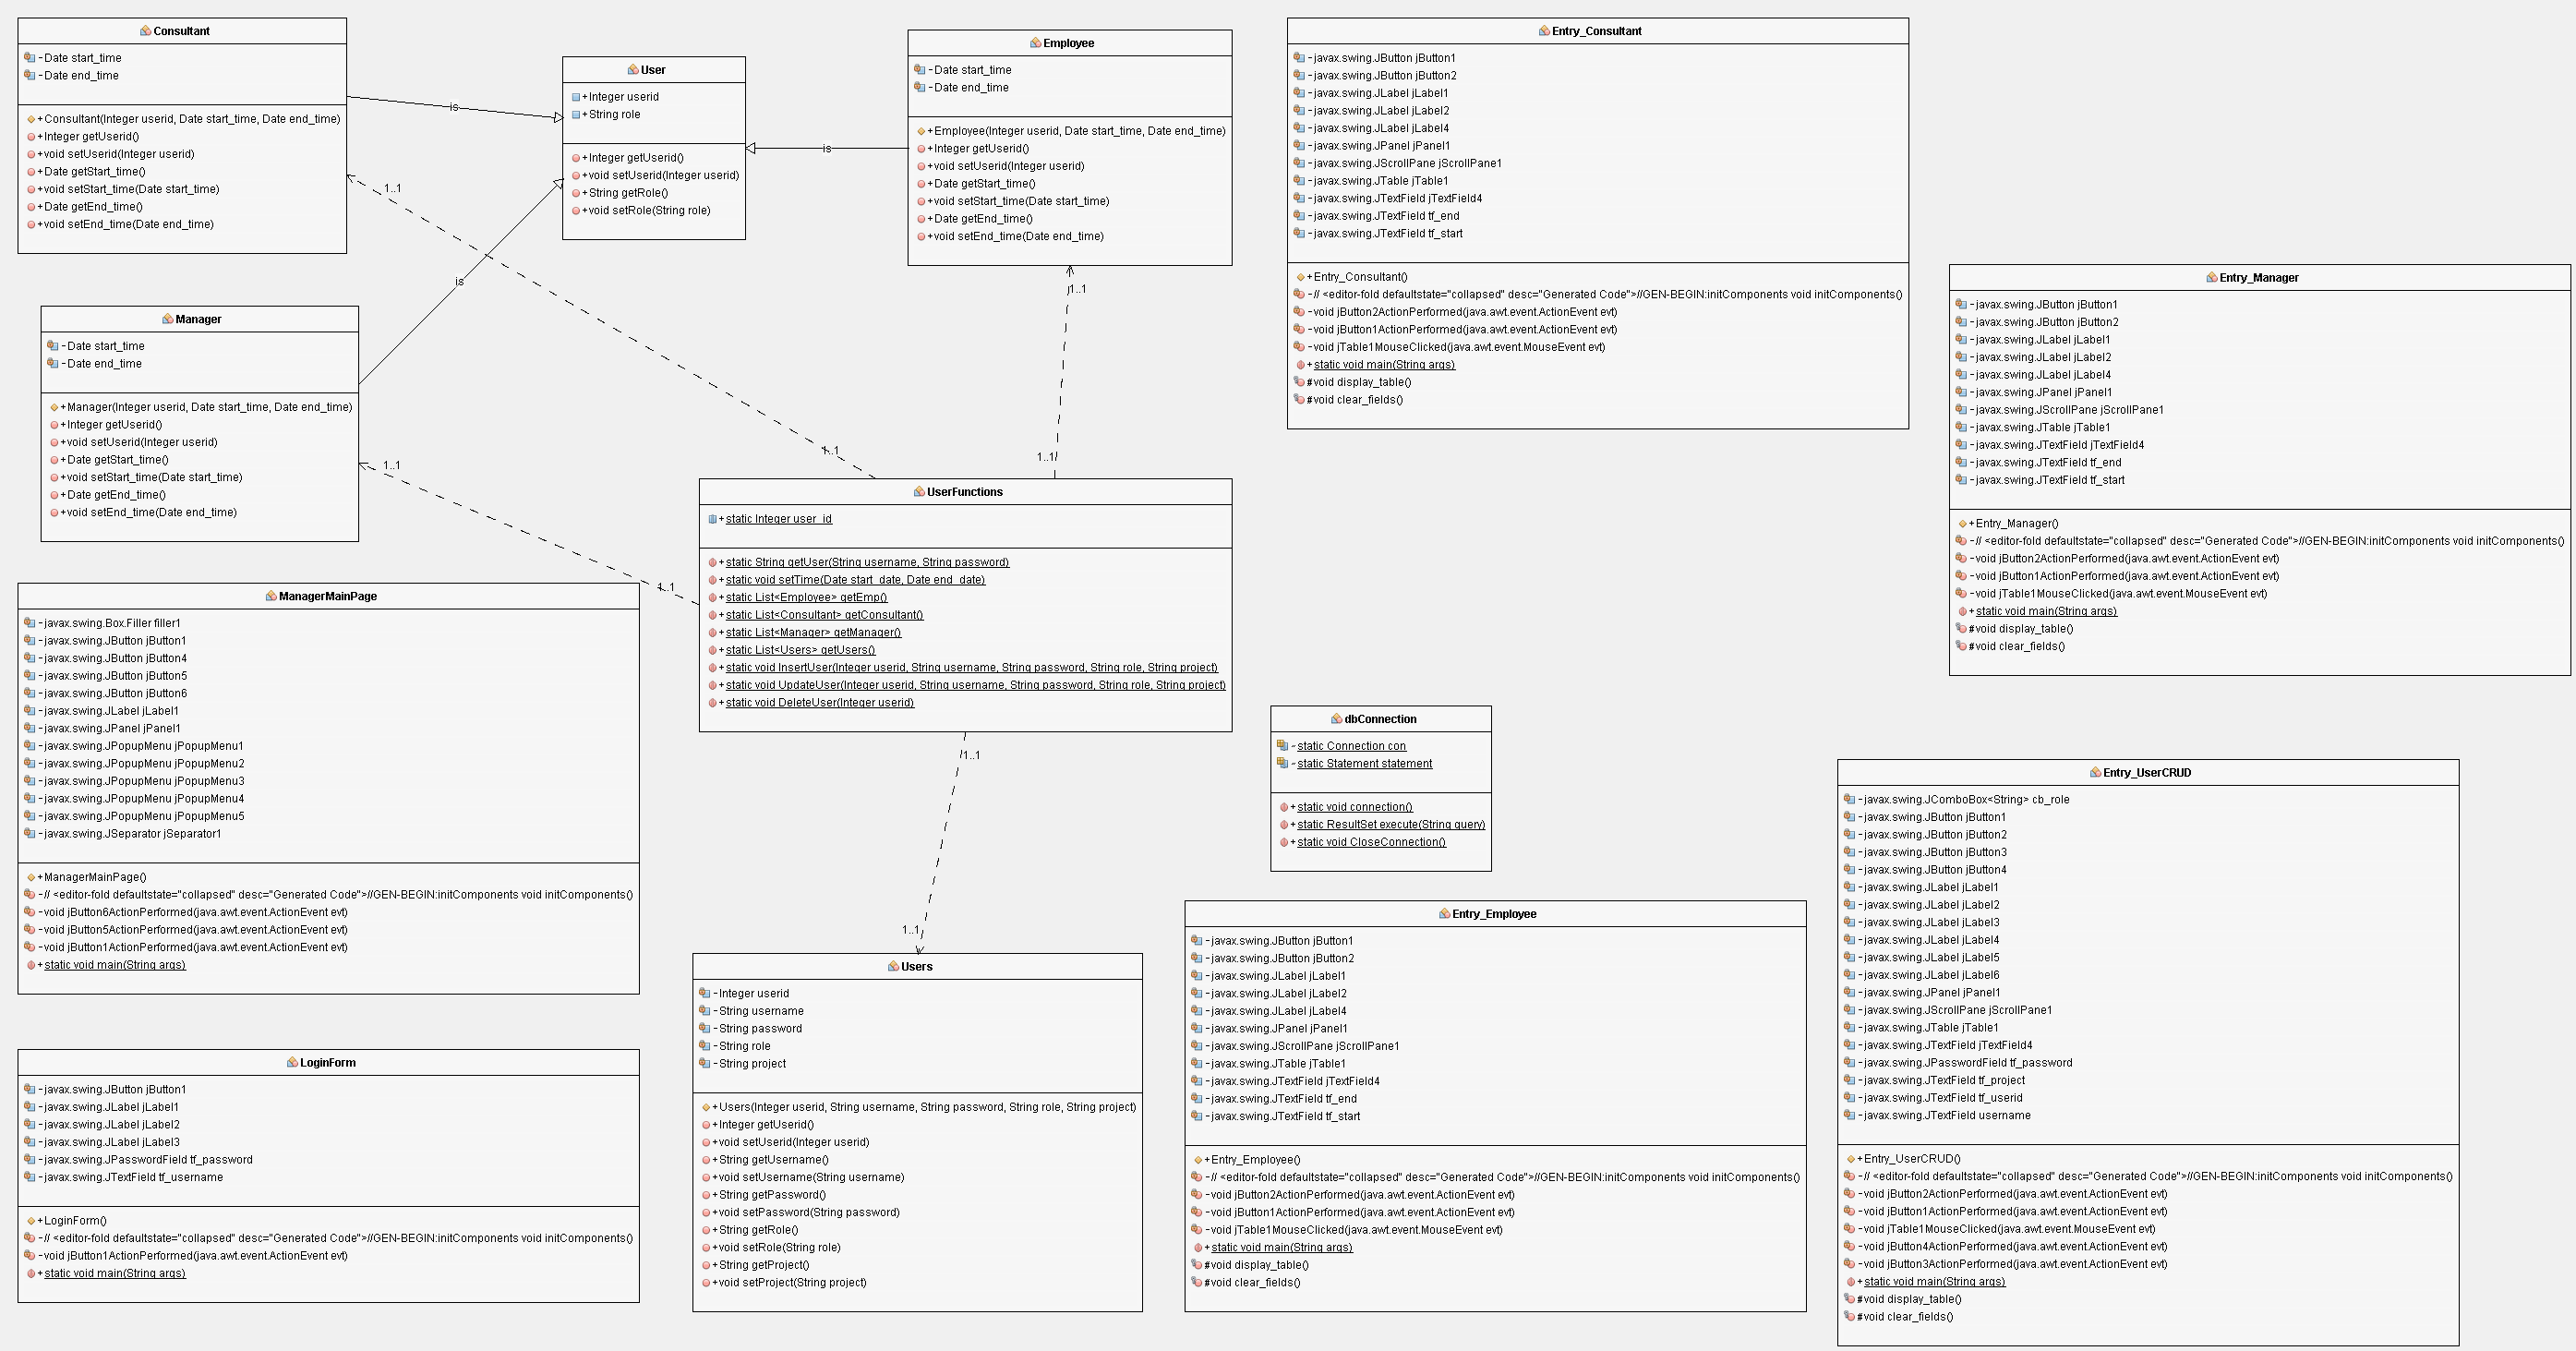 Consultant
- Date start_time
- Date end_time
+ Consultant(Integer userid, Date start_time, Date end_time)
+ Integer getUserid()
+ void setUserid(Integer userid)
+ Date getStart_time()
+ void setStart_time(Date start_time)
+ Date getEnd_time()
+ void setEnd_time(Date end_time)
is
User
+ Integer userid
+ String role
+ Integer getUserid()
+ void setUserid(Integer userid)
+ String getRole()
+ void setRole(String role)
is
Employee
- Date start_time
- Date end_time
+ Employee(Integer userid, Date start_time, Date end_time)
+ Integer getUserid()
+ void setUserid(Integer userid)
+ Date getStart_time()
+ void setStart_time(Date start_time)
+ Date getEnd_time()
+ void setEnd_time(Date end_time)
Entry_Consultant
- javax.swing.JButton jButton1
- javax.swing.JButton jButton2
- javax.swing.JLabel jLabel1
- javax.swing.JLabel jLabel2
- javax.swing.JLabel jLabel4
- javax.swing.JPanel jPanel1
- javax.swing.JScrollPane jScrollPane1
- javax.swing.JTable jTable1
- javax.swing.JTextField jTextField4
- javax.swing.JTextField tf_end
- javax.swing.JTextField tf_start
+ Entry_Consultant()
- // <editor-fold defaultstate="collapsed" desc="Generated Code">//GEN-BEGIN:initComponents void initComponents()
- void jButton2ActionPerformed(java.awt.event.ActionEvent evt)
- void jButton1ActionPerformed(java.awt.event.ActionEvent evt)
- void jTable1MouseClicked(java.awt.event.MouseEvent evt)
+ static void main(String args)
# void display_table()
# void clear_fields()
Entry_Manager
- javax.swing.JButton jButton1
- javax.swing.JButton jButton2
- javax.swing.JLabel jLabel1
- javax.swing.JLabel jLabel2
- javax.swing.JLabel jLabel4
- javax.swing.JPanel jPanel1
- javax.swing.JScrollPane jScrollPane1
- javax.swing.JTable jTable1
- javax.swing.JTextField jTextField4
- javax.swing.JTextField tf_end
- javax.swing.JTextField tf_start
+ Entry_Manager()
- // <editor-fold defaultstate="collapsed" desc="Generated Code">//GEN-BEGIN:initComponents void initComponents()
- void jButton2ActionPerformed(java.awt.event.ActionEvent evt)
- void jButton1ActionPerformed(java.awt.event.ActionEvent evt)
- void jTable1MouseClicked(java.awt.event.MouseEvent evt)
+ static void main(String args)
# void display_table()
# void clear_fields()
1..1
is
1..1
Manager
- Date start_time
- Date end_time
+ Manager(Integer userid, Date start_time, Date end_time)
+ Integer getUserid()
+ void setUserid(Integer userid)
+ Date getStart_time()
+ void setStart_time(Date start_time)
+ Date getEnd_time()
+ void setEnd_time(Date end_time)
1..1
1..1
1..1
1..1
UserFunctions
+ static Integer user_id
+ static String getUser(String username, String password)
+ static void setTime(Date start_date, Date end_date)
+ static List<Employee> getEmp()
+ static List<Consultant> getConsultant()
+ static List<Manager> getManager()
+ static List<Users> getUsers()
+ static void InsertUser(Integer userid, String username, String password, String role, String project)
+ static void UpdateUser(Integer userid, String username, String password, String role, String project)
+ static void DeleteUser(Integer userid)
1..1
1..1
ManagerMainPage
- javax.swing.Box.Filler filler1
- javax.swing.JButton jButton1
- javax.swing.JButton jButton4
- javax.swing.JButton jButton5
- javax.swing.JButton jButton6
- javax.swing.JLabel jLabel1
- javax.swing.JPanel jPanel1
- javax.swing.JPopupMenu jPopupMenu1
- javax.swing.JPopupMenu jPopupMenu2
- javax.swing.JPopupMenu jPopupMenu3
- javax.swing.JPopupMenu jPopupMenu4
- javax.swing.JPopupMenu jPopupMenu5
- javax.swing.JSeparator jSeparator1
+ ManagerMainPage()
- // <editor-fold defaultstate="collapsed" desc="Generated Code">//GEN-BEGIN:initComponents void initComponents()
- void jButton6ActionPerformed(java.awt.event.ActionEvent evt)
- void jButton5ActionPerformed(java.awt.event.ActionEvent evt)
- void jButton1ActionPerformed(java.awt.event.ActionEvent evt)
+ static void main(String args)
dbConnection
- static Connection con
- static Statement statement
+ static void connection()
+ static ResultSet execute(String query)
+ static void CloseConnection()
Entry_UserCRUD
- javax.swing.JComboBox<String> cb_role
- javax.swing.JButton jButton1
- javax.swing.JButton jButton2
- javax.swing.JButton jButton3
- javax.swing.JButton jButton4
- javax.swing.JLabel jLabel1
- javax.swing.JLabel jLabel2
- javax.swing.JLabel jLabel3
- javax.swing.JLabel jLabel4
- javax.swing.JLabel jLabel5
- javax.swing.JLabel jLabel6
- javax.swing.JPanel jPanel1
- javax.swing.JScrollPane jScrollPane1
- javax.swing.JTable jTable1
- javax.swing.JTextField jTextField4
- javax.swing.JPasswordField tf_password
- javax.swing.JTextField tf_project
- javax.swing.JTextField tf_userid
- javax.swing.JTextField username
+ Entry_UserCRUD()
- // <editor-fold defaultstate="collapsed" desc="Generated Code">//GEN-BEGIN:initComponents void initComponents()
- void jButton2ActionPerformed(java.awt.event.ActionEvent evt)
- void jButton1ActionPerformed(java.awt.event.ActionEvent evt)
- void jTable1MouseClicked(java.awt.event.MouseEvent evt)
- void jButton4ActionPerformed(java.awt.event.ActionEvent evt)
- void jButton3ActionPerformed(java.awt.event.ActionEvent evt)
+ static void main(String args)
# void display_table()
# void clear_fields()
Entry_Employee
- javax.swing.JButton jButton1
- javax.swing.JButton jButton2
- javax.swing.JLabel jLabel1
- javax.swing.JLabel jLabel2
- javax.swing.JLabel jLabel4
- javax.swing.JPanel jPanel1
- javax.swing.JScrollPane jScrollPane1
- javax.swing.JTable jTable1
- javax.swing.JTextField jTextField4
- javax.swing.JTextField tf_end
- javax.swing.JTextField tf_start
+ Entry_Employee()
- // <editor-fold defaultstate="collapsed" desc="Generated Code">//GEN-BEGIN:initComponents void initComponents()
- void jButton2ActionPerformed(java.awt.event.ActionEvent evt)
- void jButton1ActionPerformed(java.awt.event.ActionEvent evt)
- void jTable1MouseClicked(java.awt.event.MouseEvent evt)
+ static void main(String args)
# void display_table()
# void clear_fields()
Users
- Integer userid
- String username
- String password
- String role
- String project
+ Users(Integer userid, String username, String password, String role, String project)
+ Integer getUserid()
+ void setUserid(Integer userid)
+ String getUsername()
+ void setUsername(String username)
+ String getPassword()
+ void setPassword(String password)
+ String getRole()
+ void setRole(String role)
+ String getProject()
+ void setProject(String project)
LoginForm
- javax.swing.JButton jButton1
- javax.swing.JLabel jLabel1
- javax.swing.JLabel jLabel2
- javax.swing.JLabel jLabel3
- javax.swing.JPasswordField tf_password
- javax.swing.JTextField tf_username
+ LoginForm()
- // <editor-fold defaultstate="collapsed" desc="Generated Code">//GEN-BEGIN:initComponents void initComponents()
- void jButton1ActionPerformed(java.awt.event.ActionEvent evt)
+ static void main(String args)